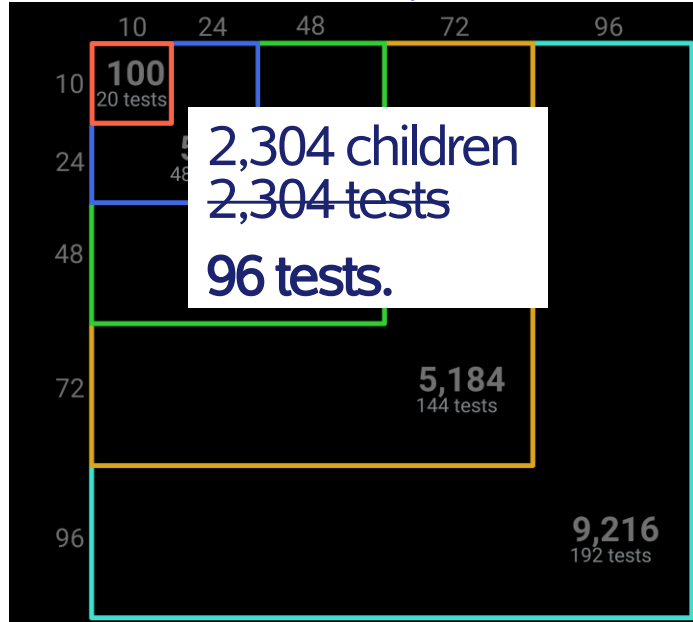 10 24 48 72 96
10
100
20 tests
24
48
2,304 children
2,304 tests
96 tests.
48
72
5,184
144 tests
96
9,216
192 tests